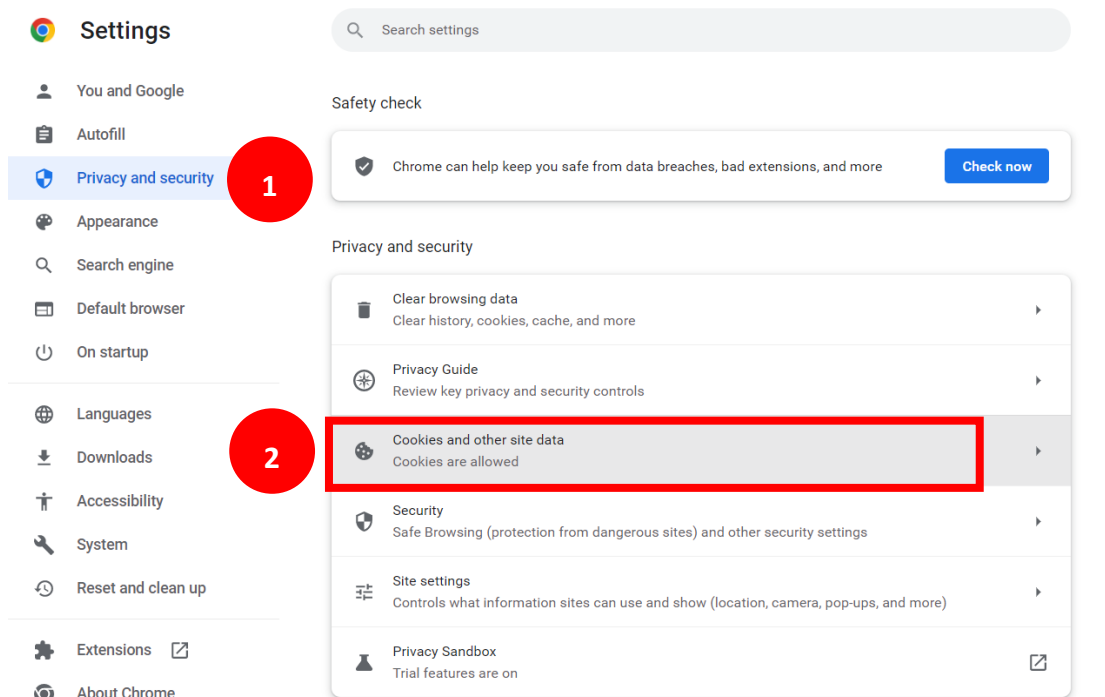 Settings
Search settings
You and Google
Autofill
Privacy and security
1
Appearance
Search engine
Default browser
On startup
Languages
Downloads
Accessibility
System
Reset and clean up
Extensions
About Chrome
Safety check
Chrome can help keep you safe from data breaches, bad extensions, and more
Check now
Privacy and security
Clear browsing data
Clear history, cookies, cache, and more
Privacy Guide
Review key privacy and security controls
2
Cookies and other site data
Cookies are allowed
Security
Safe Browsing (protection from dangerous sites) and other security settings
Site settings
Controls what information sites can use and show (location, camera, pop-ups, and more)
Privacy Sandbox
Trial features are on